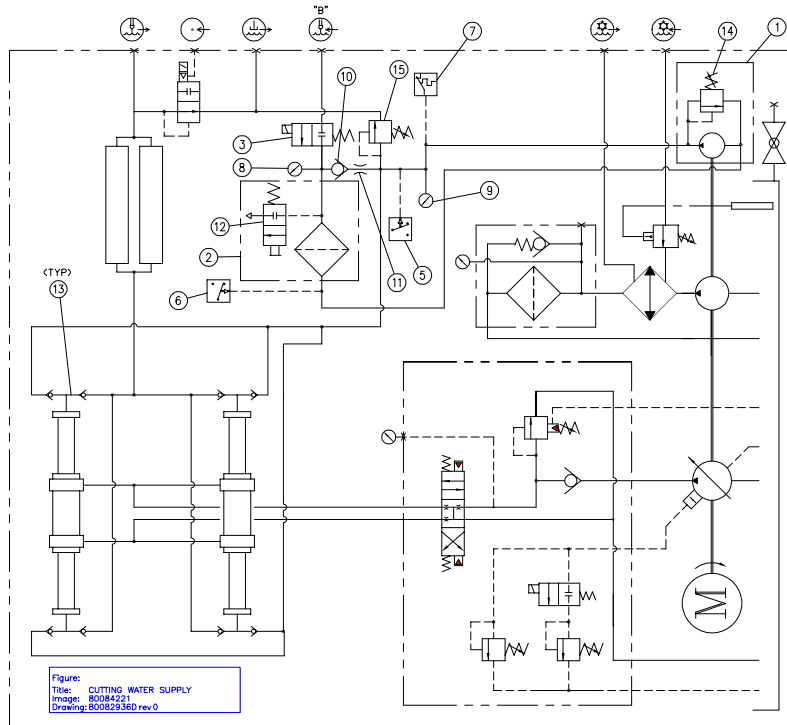 "B"
7
1
14
10
15
3
8
9
12
2
11
5
6
(TYP)
13
M
Figure:
Title: CUTTING WATER SUPPLY
Image: 80084221
Drawing: 80082936D rev 0